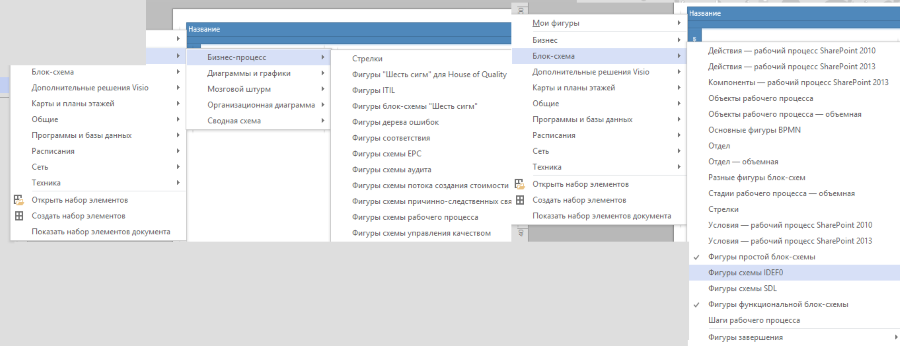 Название
Блок-схема
Дополнительные решения Visio
Карты и планы этажей
Общие
Программы и базы данных
Расписания
Сеть
Техника
Открыть набор элементов
Создать набор элементов
Показать набор элементов документа
Бизнес-процесс
Диаграммы и графики
Мозговой штурм
Организационная диаграмма
Сводная схема
Стрелки
Фигуры "Шесть сигм" для House of Quality
Фигуры ITIL
Фигуры блок-схемы "Шесть сигм"
Фигуры дерева ошибок
Фигуры соответствия
Фигуры схемы EPC
Фигуры схемы аудита
Фигуры схемы потока создания стоимости
Фигуры схемы причинно-следственных свя
Фигуры схемы рабочего процесса
Фигуры схемы управления качеством
Мои фигуры
Бизнес
Блок-схема
Дополнительные решения Visio
Карты и планы этажей
Общие
Программы и базы данных
Расписания
Сеть
Техника
Открыть набор элементов
Создать набор элементов
Показать набор элементов документа
Название
Действия — рабочий процесс SharePoint 2010
Действия — рабочий процесс SharePoint 2013
Компоненты — рабочий процесс SharePoint 2013
Объекты рабочего процесса
Объекты рабочего процесса — объемная
Основные фигуры BPMN
Отдел
Отдел — объемная
Разные фигуры блок-схем
Стадии рабочего процесса — объемная
Стрелки
Условия — рабочий процесс SharePoint 2010
Условия — рабочий процесс SharePoint 2013
Фигуры простой блок-схемы
Фигуры схемы IDEF0
Фигуры схемы SDL
Фигуры функциональной блок-схемы
Шаги рабочего процесса
Фигуры завершения